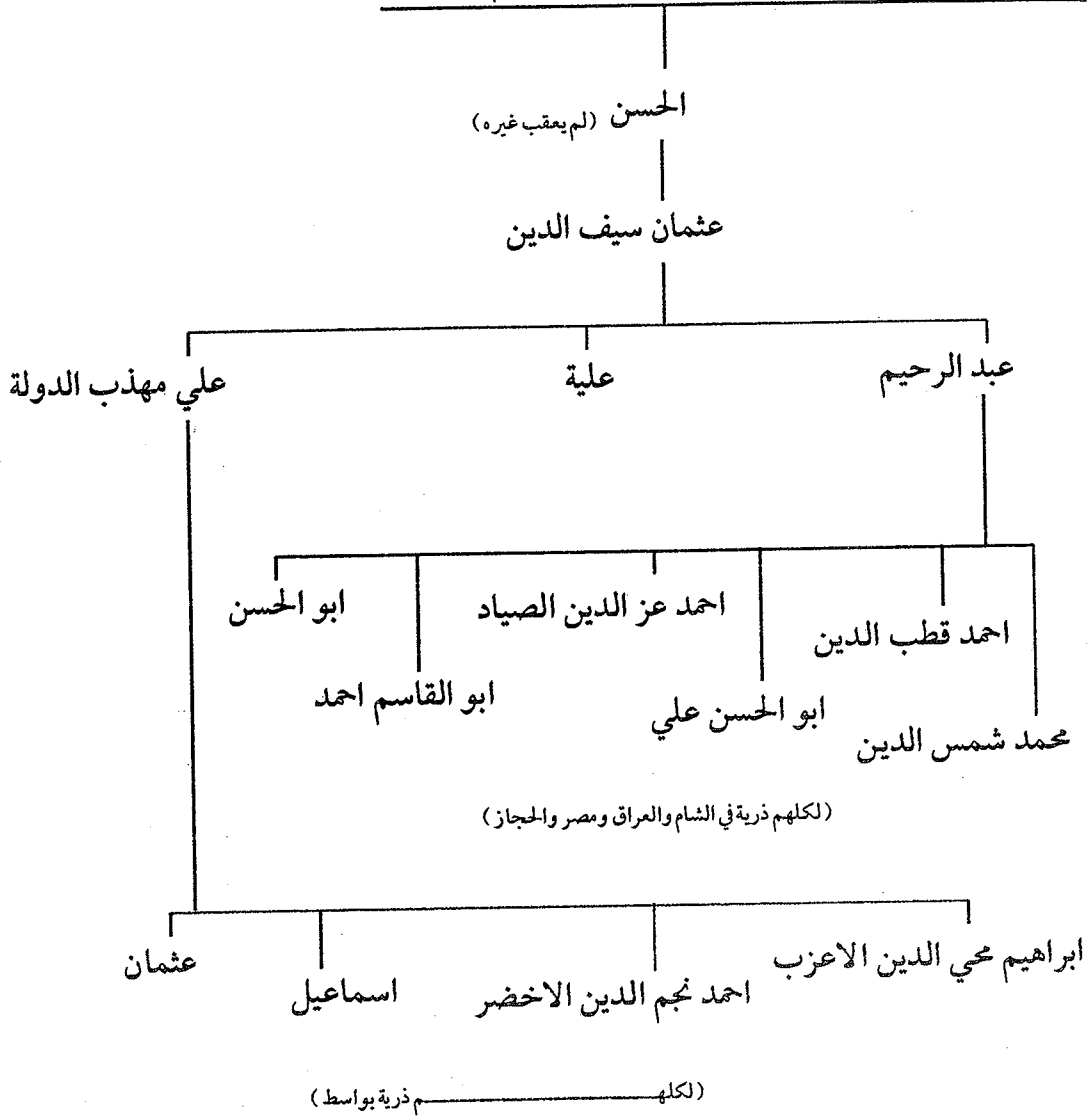 الحسن (لم يعقب غيره)
عثمان سيف الدين
عبد الرحيم
علية
علي مهذب الدولة
محمد شمس الدين
احمد قطب الدين
ابو الحسن علي
احمد عز الدين الصياد
ابو القاسم احمد
ابو الحسن
(لكلهم ذرية في الشام والعراق ومصر والحجاز)
ابراهيم محي الدين الاعزب
احمد نجم الدين الاخضر
اسماعيل
عثمان
(لكلهم ذرية بواسط)